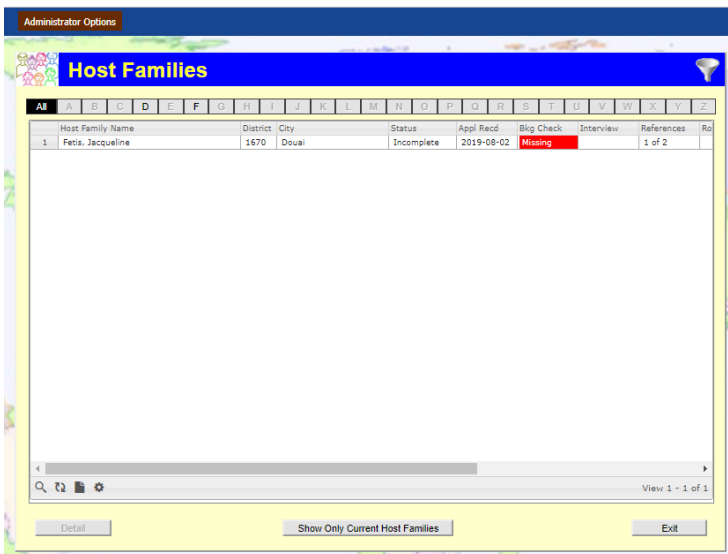 Administrator Options
Host Families
All A B C D E F G H I J K L M N O P Q R S T U V W X Y Z
Host Family Name District City Status Appl Recd Bkg Check Interview References Ro
1 Fetis, Jacqueline 1670 Douai Incomplete 2019-08-02 Missing 1 of 2
View 1 - 1 of 1
Detail Show Only Current Host Families Exit